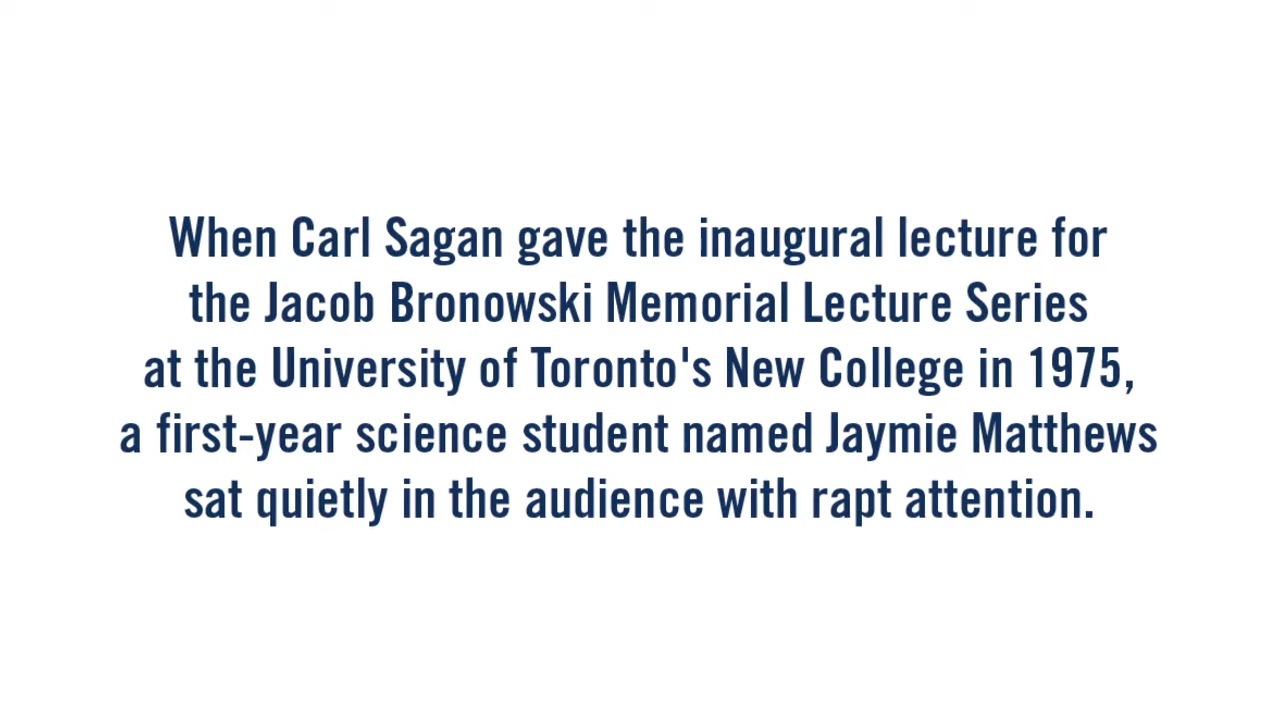 When Carl Sagan gave the inaugural lecture for
the Jacob Bronowski Memorial Lecture Series
at the University of Toronto's New College in 1975,
a first-year science student named Jaymie Matthews
sat quietly in the audience with rapt attention.